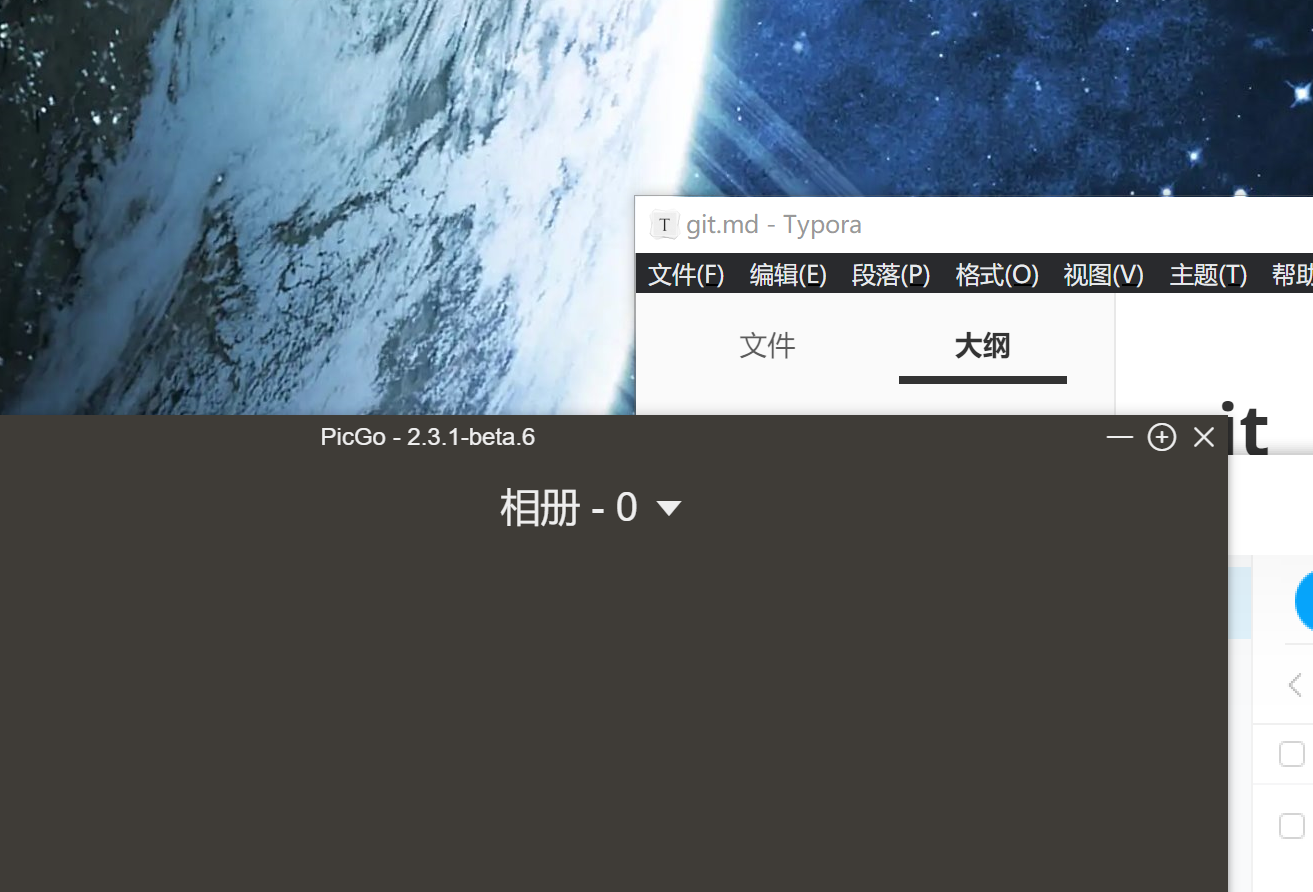 T git.md - Typora
文件(F) 编辑(E) 段落(P) 格式(O) 视图(V) 主题(T) 帮助
文件 大纲
it
PicGo - 2.3.1-beta.6
相册 - 0